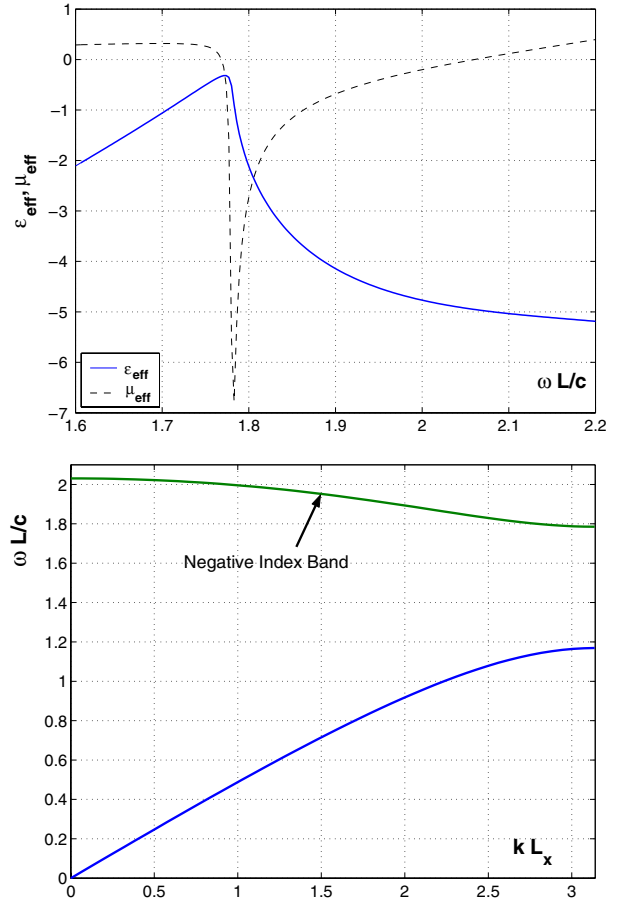 1
0
−1
−2
−3
−4
−5
−6
−7
ε_eff, μ_eff
ε_eff
μ_eff
ω L/c
1.6 1.7 1.8 1.9 2 2.1 2.2
2
1.8
1.6
1.4
1.2
1
0.8
0.6
0.4
0.2
0
ω L/c
Negative Index Band
k L_x
0 0.5 1 1.5 2 2.5 3